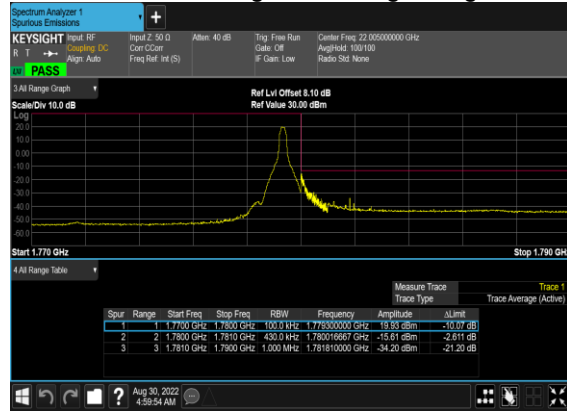 Spectrum Analyzer 1
Spurious Emissions
KEYSIGHT Input: RF Input Z: 50 Ω Atten: 40 dB Trig: Free Run Center Freq: 22.005000000 GHz
R T Coupling: DC Corr CCorr Gate: Off Avg|Hold: 100/100
Align: Auto Freq Ref: Int (S) IF Gain: Low Radio Std: None
PASS
3 All Range Graph
Ref Lvl Offset 8.10 dB
Scale/Div 10.0 dB Ref Value 30.00 dBm
Log
20.0
10.0
0.00
-10.0
-20.0
-30.0
-40.0
-50.0
-60.0
Start 1.770 GHz Stop 1.790 GH
4 All Range Table
Measure Trace Trace 1
Trace Type Trace Average (Active)
Spur Range Start Freq Stop Freq RBW Frequency Amplitude ΔLimit
1 1 1.7700 GHz 1.7800 GHz 100.0 kHz 1.779300000 GHz 19.93 dBm -10.07 dB
2 2 1.7800 GHz 1.7810 GHz 430.0 kHz 1.780016667 GHz -15.61 dBm -2.611 dB
3 3 1.7810 GHz 1.7900 GHz 1.000 MHz 1.781810000 GHz -34.20 dBm -21.20 dB
Aug 30, 2022
4:59:54 AM